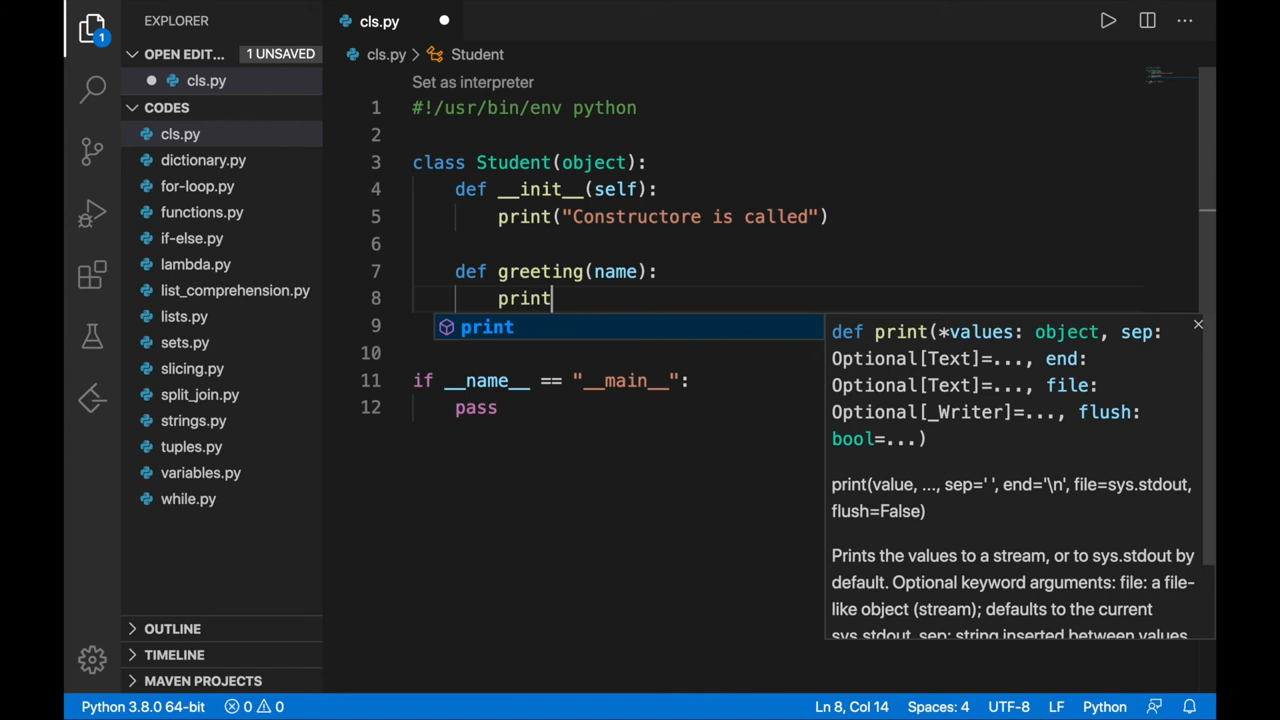 EXPLORER
cls.py
1
OPEN EDIT...
1 UNSAVED
cls.py
CODES
cls.py
dictionary.py
for-loop.py
functions.py
if-else.py
lambda.py
list_comprehension.py
lists.py
sets.py
slicing.py
split_join.py
strings.py
tuples.py
variables.py
while.py
OUTLINE
TIMELINE
MAVEN PROJECTS
cls.py > Student
Set as interpreter
1 #!/usr/bin/env python
2
3 class Student(object):
4 def __init__(self):
5 print("Constructore is called")
6
7 def greeting(name):
8 print
9
10
11 if __name__ == "__main__":
12 pass
print
def print(*values: object, sep:
Optional[Text]=..., end:
Optional[Text]=..., file:
Optional[_Writer]=..., flush:
bool=...)
print(value, ..., sep=' ', end='\n', file=sys.stdout,
flush=False)
Prints the values to a stream, or to sys.stdout by
default. Optional keyword arguments: file: a file-
like object (stream); defaults to the current
sys.stdout. sep: string inserted between values
Python 3.8.0 64-bit
0 0
Ln 8, Col 14
Spaces: 4
UTF-8
LF
Python